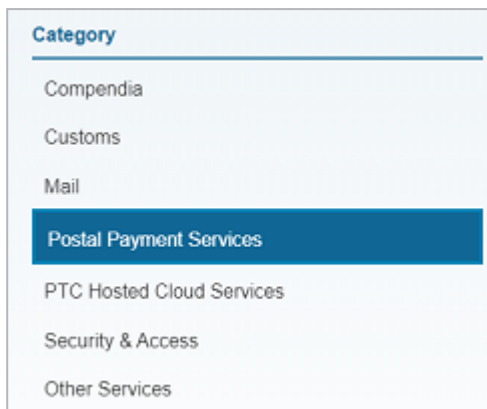 Category
Compendia
Customs
Mail
Postal Payment Services
PTC Hosted Cloud Services
Security & Access
Other Services